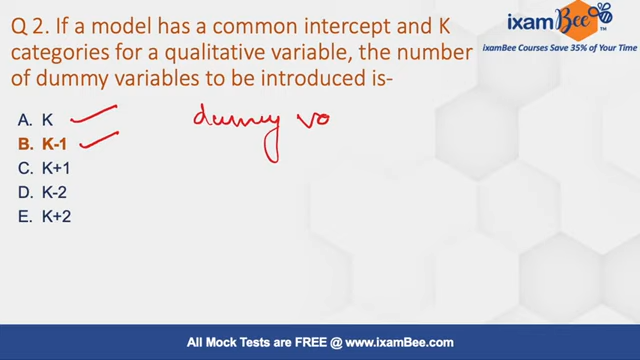 Q 2. If a model has a common intercept and K
categories for a qualitative variable, the number
of dummy variables to be introduced is-
ixamBee
TM
ixamBee Courses Save 35% of Your Time
A. K
B. K-1
C. K+1
D. K-2
E. K+2
dummy va
All Mock Tests are FREE @ www.ixamBee.com